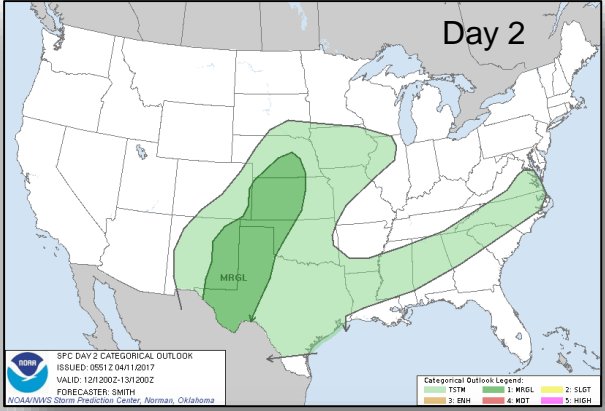 Day 2
MRGL
NOAA
SPC DAY 2 CATEGORICAL OUTLOOK
ISSUED: 0551Z 04/11/2017
VALID: 12/1200Z-13/1200Z
FORECASTER: SMITH
NOAA/NWS Storm Prediction Center, Norman, Oklahoma
Categorical Outlook Legend:
TSTM 1: MRGL 2: SLGT
3: ENH 4: MDT 5: HIGH